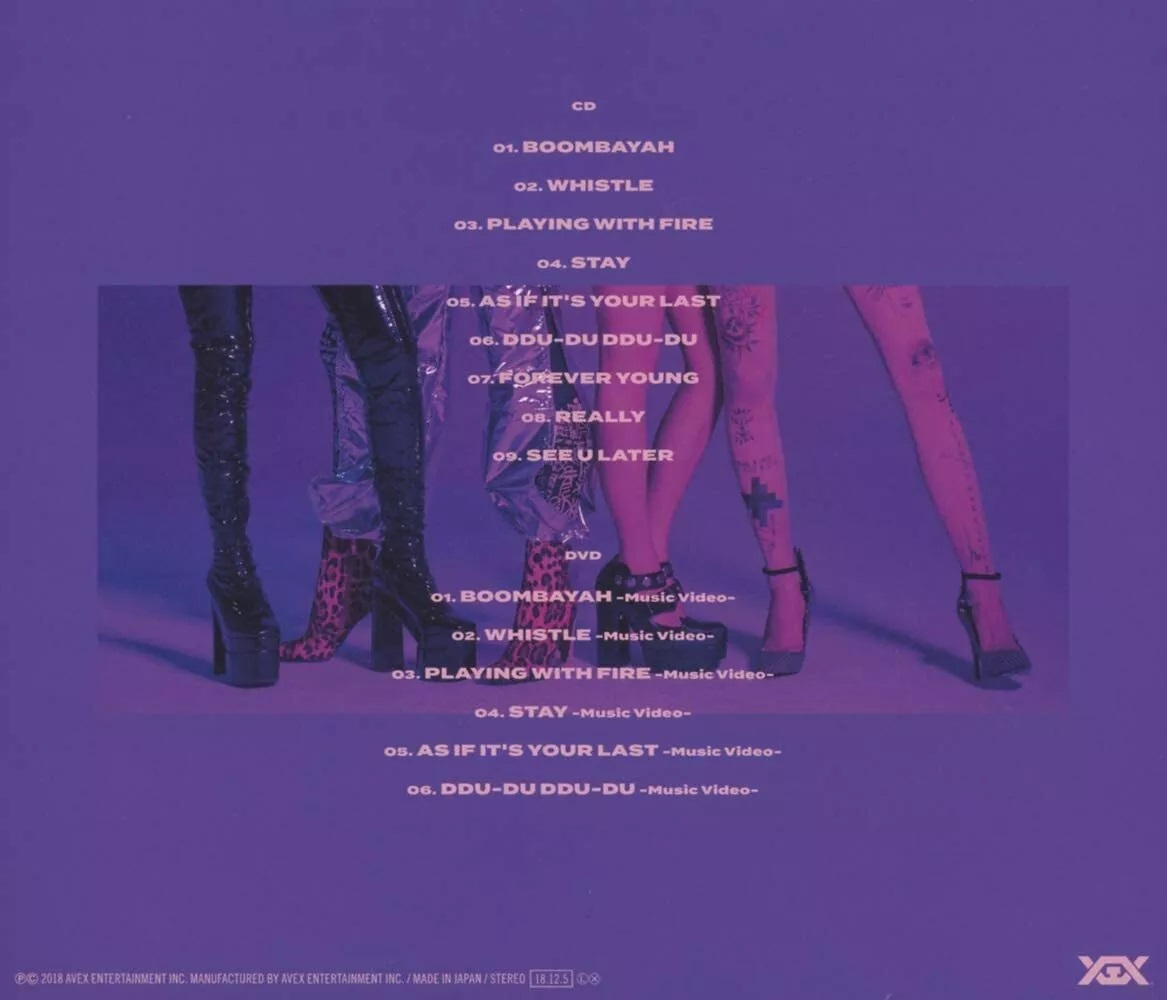 CD
01. BOOMBAYAH
02. WHISTLE
03. PLAYING WITH FIRE
04. STAY
05. AS IF IT'S YOUR LAST
06. DDU-DU DDU-DU
07. FOREVER YOUNG
08. REALLY
09. SEE U LATER
DVD
01. BOOMBAYAH -Music Video-
02. WHISTLE -Music Video-
03. PLAYING WITH FIRE -Music Video-
04. STAY -Music Video-
05. AS IF IT'S YOUR LAST -Music Video-
06. DDU-DU DDU-DU -Music Video-
Ⓟ© 2018 AVEX ENTERTAINMENT INC. MANUFACTURED BY AVEX ENTERTAINMENT INC. / MADE IN JAPAN / STEREO 18.12.5 Ⓛ Ⓧ
YGEX